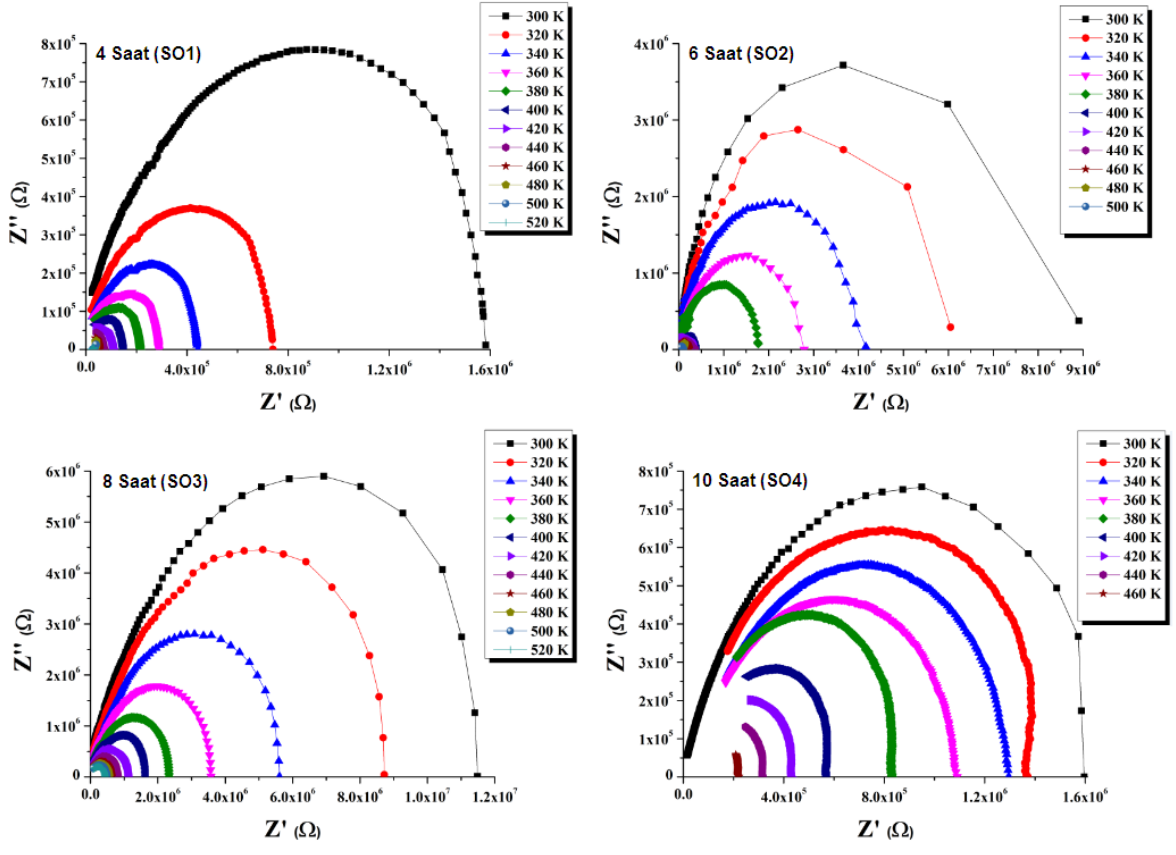 4 Saat (SO1)
300 K
320 K
340 K
360 K
380 K
400 K
420 K
440 K
460 K
480 K
500 K
520 K
8x10⁵
7x10⁵
6x10⁵
5x10⁵
4x10⁵
3x10⁵
2x10⁵
1x10⁵
0
Z'' (Ω)
0.0 4.0x10⁵ 8.0x10⁵ 1.2x10⁶ 1.6x10⁶
Z' (Ω)
6 Saat (SO2)
300 K
320 K
340 K
360 K
380 K
400 K
420 K
440 K
460 K
480 K
500 K
4x10⁶
3x10⁶
2x10⁶
1x10⁶
0
Z'' (Ω)
0 1x10⁶ 2x10⁶ 3x10⁶ 4x10⁶ 5x10⁶ 6x10⁶ 7x10⁶ 8x10⁶ 9x10⁶
Z' (Ω)
8 Saat (SO3)
300 K
320 K
340 K
360 K
380 K
400 K
420 K
440 K
460 K
480 K
500 K
520 K
6x10⁶
5x10⁶
4x10⁶
3x10⁶
2x10⁶
1x10⁶
0
Z'' (Ω)
0.0 2.0x10⁶ 4.0x10⁶ 6.0x10⁶ 8.0x10⁶ 1.0x10⁷ 1.2x10⁷
Z' (Ω)
10 Saat (SO4)
300 K
320 K
340 K
360 K
380 K
400 K
420 K
440 K
460 K
8x10⁵
7x10⁵
6x10⁵
5x10⁵
4x10⁵
3x10⁵
2x10⁵
1x10⁵
0
Z'' (Ω)
0.0 4.0x10⁵ 8.0x10⁵ 1.2x10⁶ 1.6x10⁶
Z' (Ω)